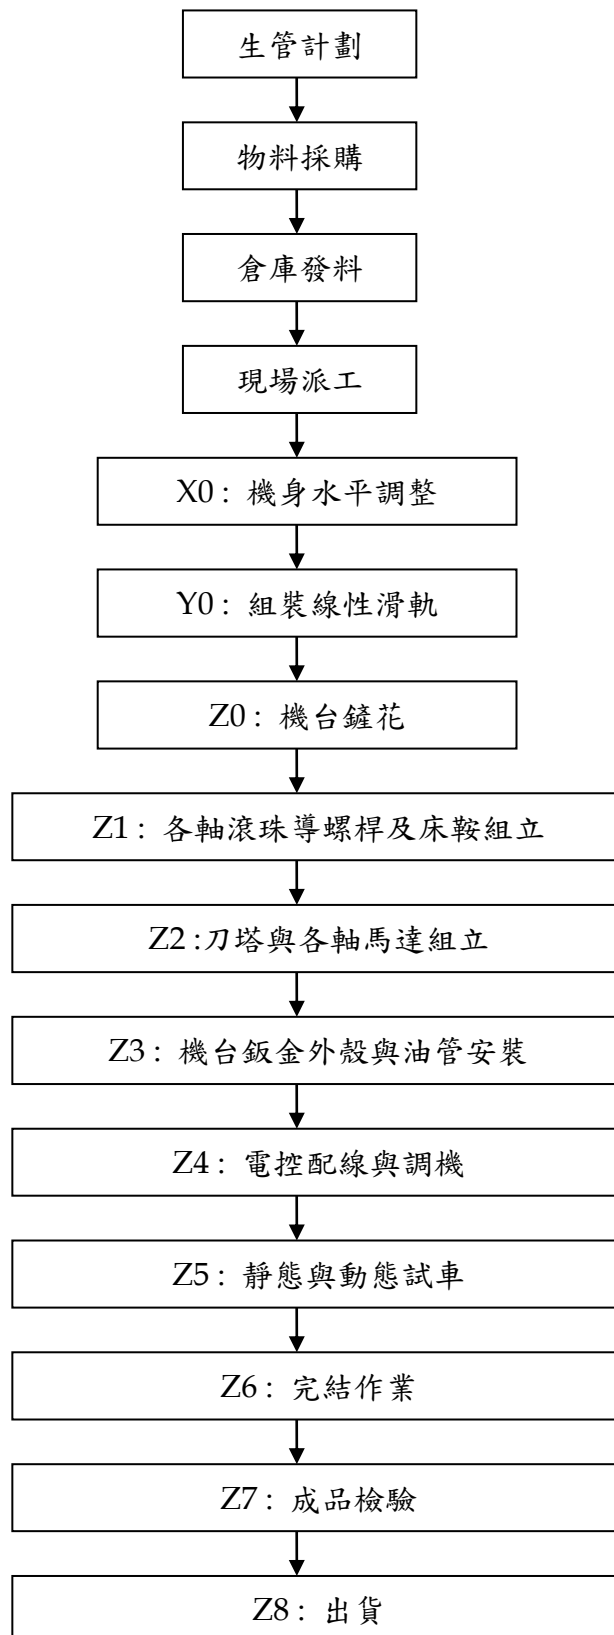 生管計劃
物料採購
倉庫發料
現場派工
X0 : 機身水平調整
Y0 : 組裝線性滑軌
Z0 : 機台鏟花
Z1 : 各軸滾珠導螺桿及床鞍組立
Z2 :刀塔與各軸馬達組立
Z3 : 機台鈑金外殼與油管安裝
Z4 : 電控配線與調機
Z5 : 靜態與動態試車
Z6 : 完結作業
Z7 : 成品檢驗
Z8 : 出貨